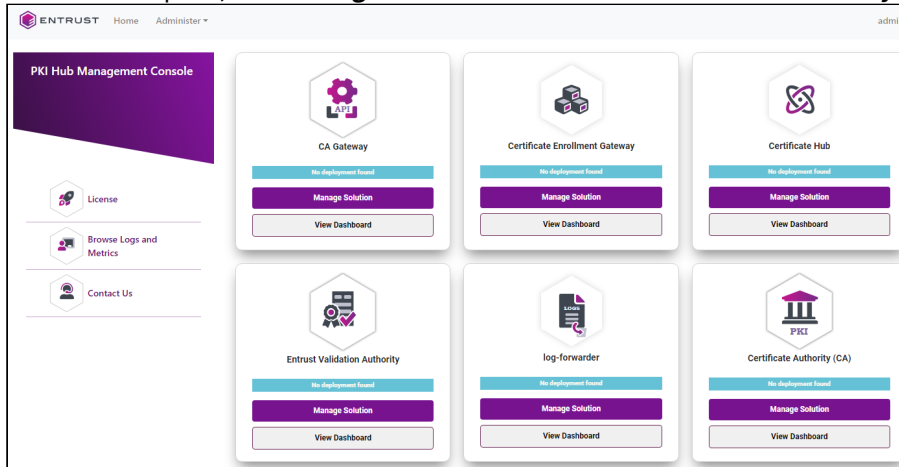 ENTRUST Home Administer
admi
PKI Hub Management Console
License
Browse Logs and
Metrics
Contact Us
API
CA Gateway
No deployment found
Manage Solution
View Dashboard
Certificate Enrollment Gateway
No deployment found
Manage Solution
View Dashboard
Certificate Hub
No deployment found
Manage Solution
View Dashboard
Entrust Validation Authority
No deployment found
Manage Solution
View Dashboard
LOGS
log-forwarder
No deployment found
Manage Solution
View Dashboard
PKI
Certificate Authority (CA)
No deployment found
Manage Solution
View Dashboard